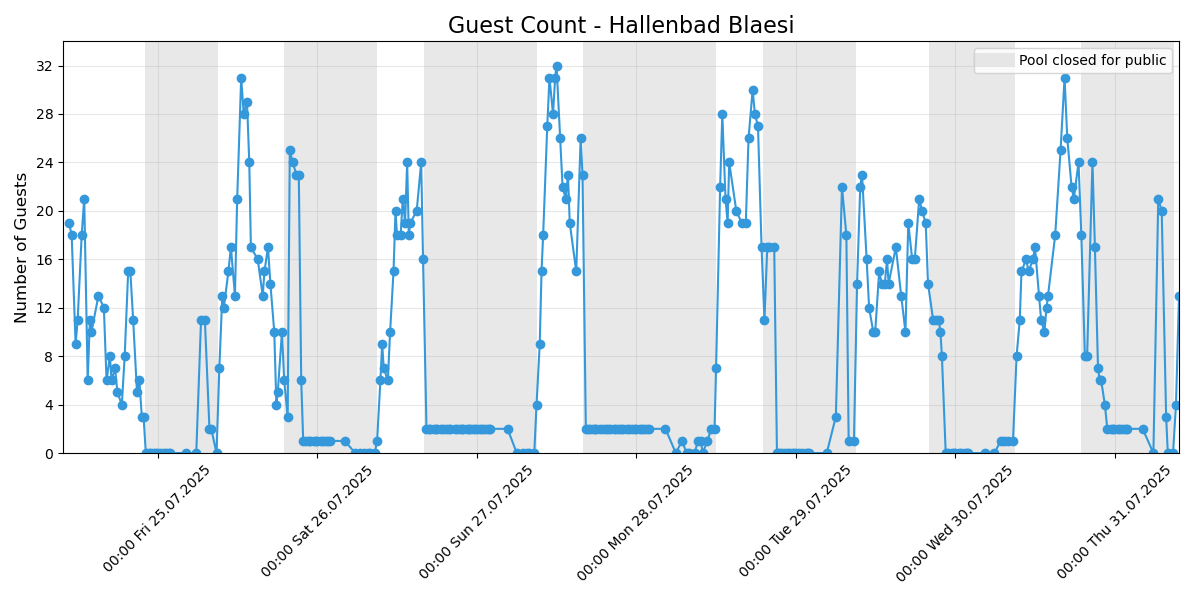 Guest Count - Hallenbad Blaesi
Pool closed for public
Number of Guests
32
28
24
20
16
12
8
4
0
00:00 Fri 25.07.2025
00:00 Sat 26.07.2025
00:00 Sun 27.07.2025
00:00 Mon 28.07.2025
00:00 Tue 29.07.2025
00:00 Wed 30.07.2025
00:00 Thu 31.07.2025